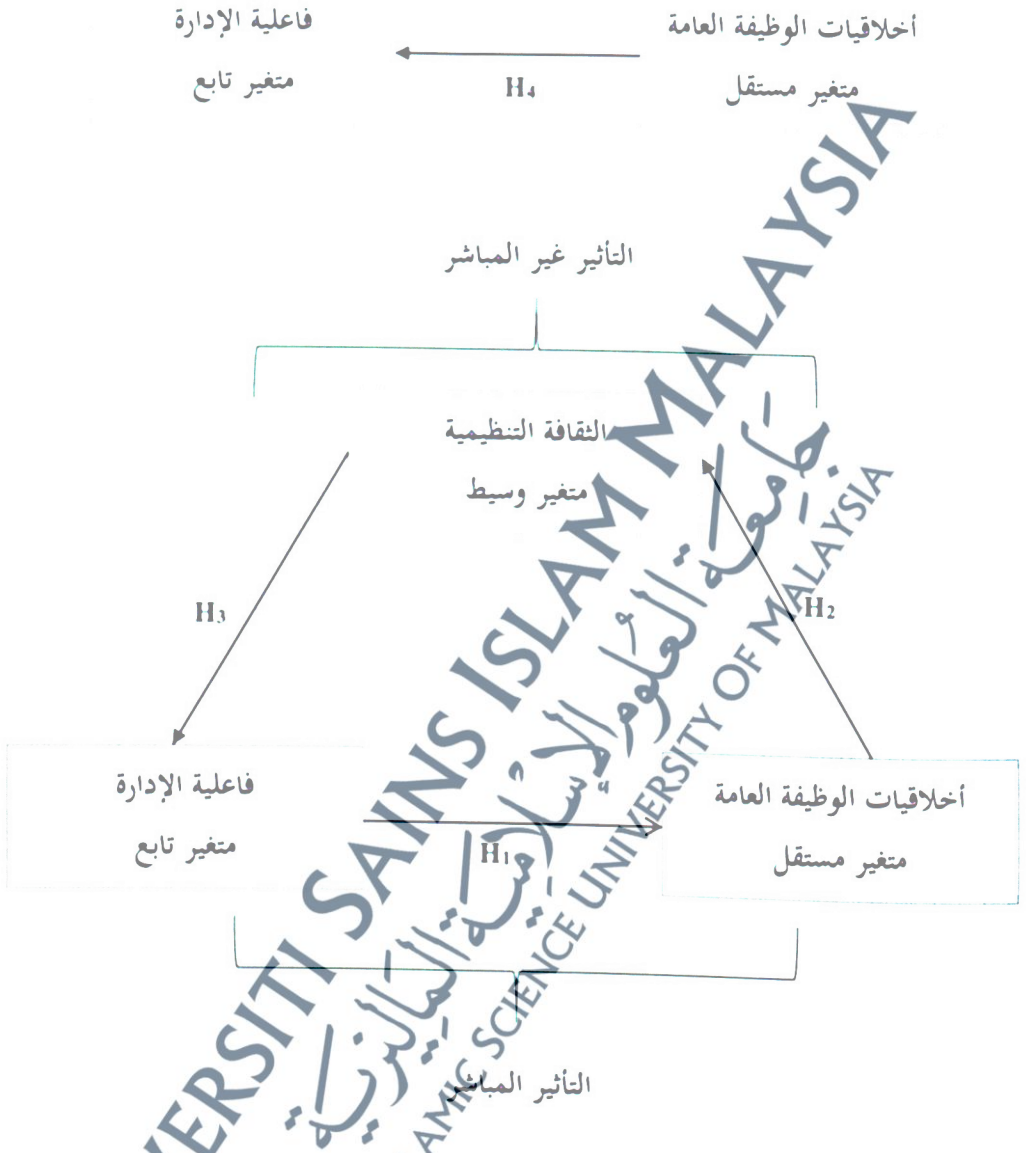 أخلاقيات الوظيفة العامة
متغير مستقل
H4
فاعلية الإدارة
متغير تابع
التأثير غير المباشر
الثقافة التنظيمية
متغير وسيط
H2
H3
أخلاقيات الوظيفة العامة
متغير مستقل
H1
فاعلية الإدارة
متغير تابع
التأثير المباشر
VERSITI SAINS ISLAM MALAYSIA
جامعة العلوم الإسلامية الماليزية
AMIC SCIENCE UNIVERSITY OF MALAYSIA